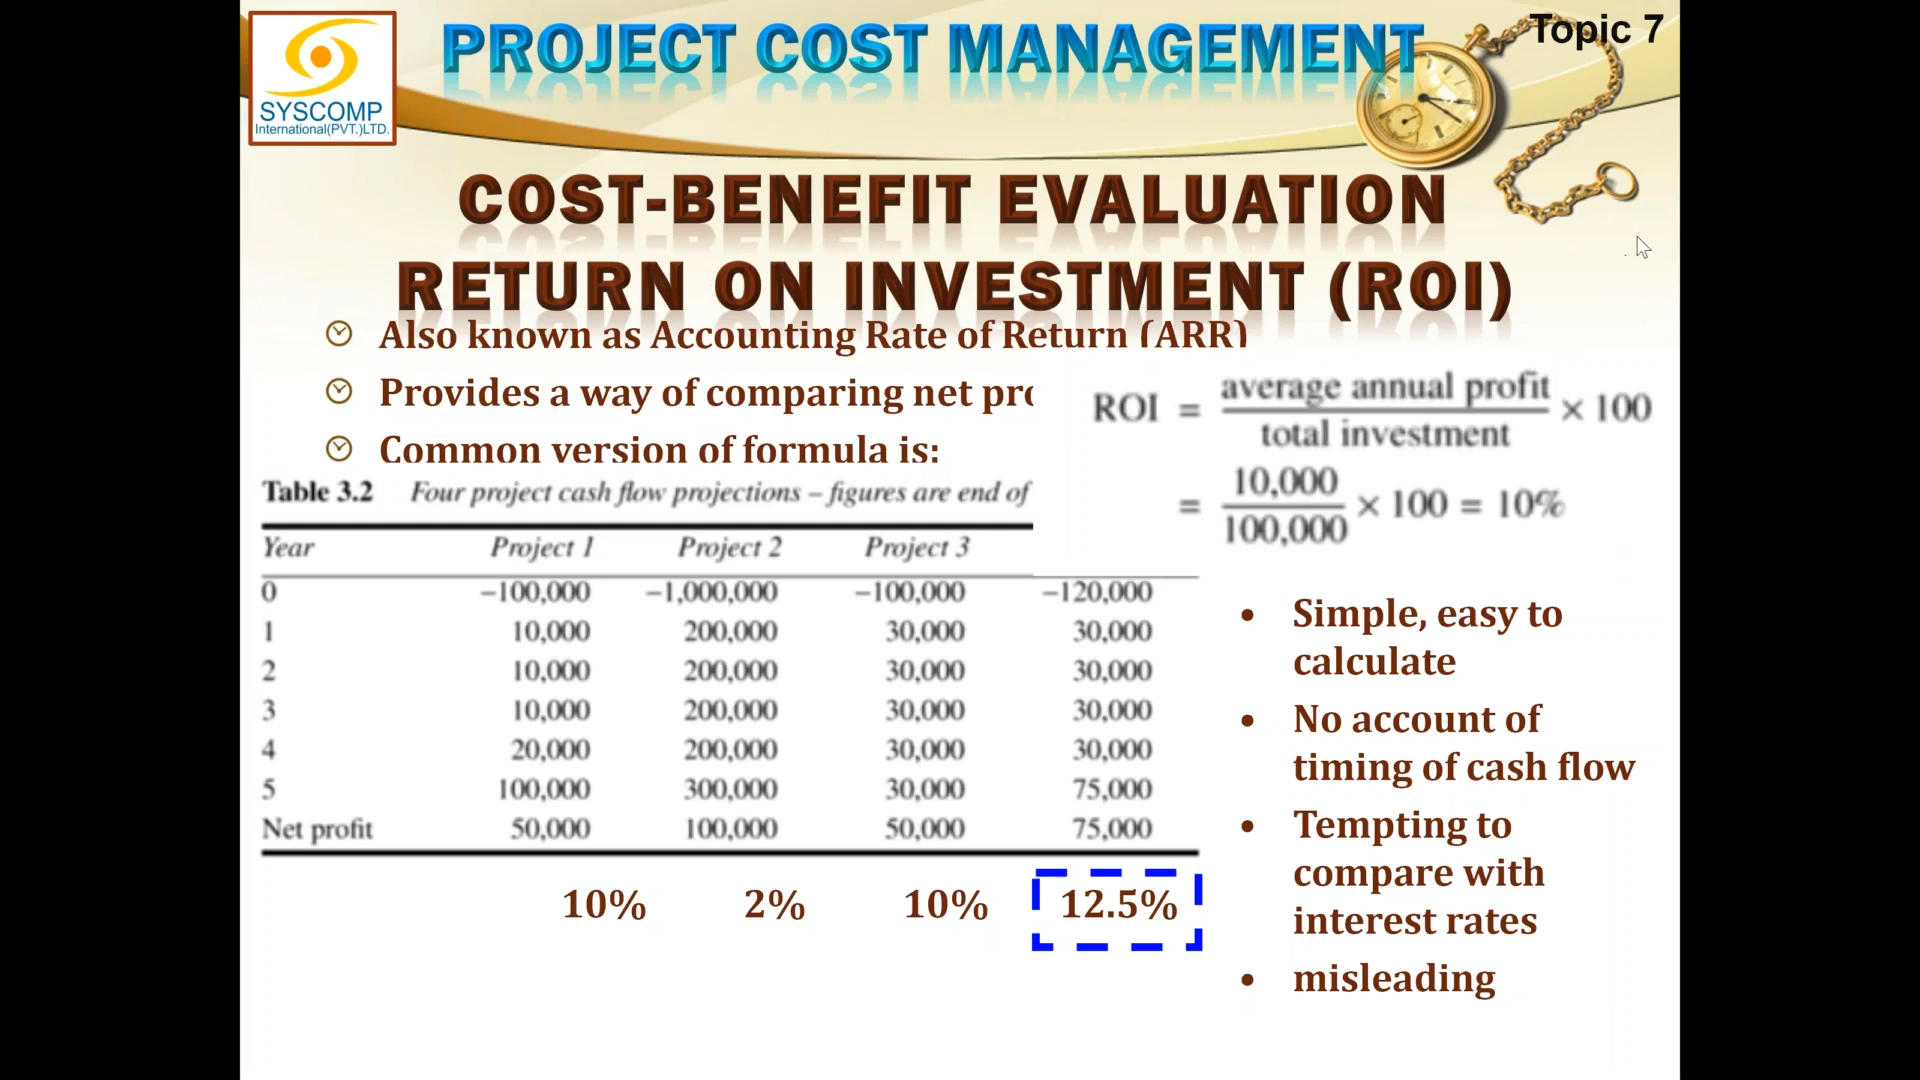 SYSCOMP
International(PVT.)LTD.
PROJECT COST MANAGEMENT
Topic 7
COST-BENEFIT EVALUATION
RETURN ON INVESTMENT (ROI)
Also known as Accounting Rate of Return (ARR)
Provides a way of comparing net
Common version of formula is:
ROI = average annual profit / total investment × 100
= 10,000 / 100,000 × 100 = 10%
Table 3.2 Four project cash flow projections – figures are end of
Year Project 1 Project 2 Project 3
0 –100,000 –1,000,000 –100,000 –120,000
1 10,000 200,000 30,000 30,000
2 10,000 200,000 30,000 30,000
3 10,000 200,000 30,000 30,000
4 20,000 200,000 30,000 30,000
5 100,000 300,000 30,000 75,000
Net profit 50,000 100,000 50,000 75,000
10% 2% 10% 12.5%
• Simple, easy to
calculate
• No account of
timing of cash flow
• Tempting to
compare with
interest rates
• misleading